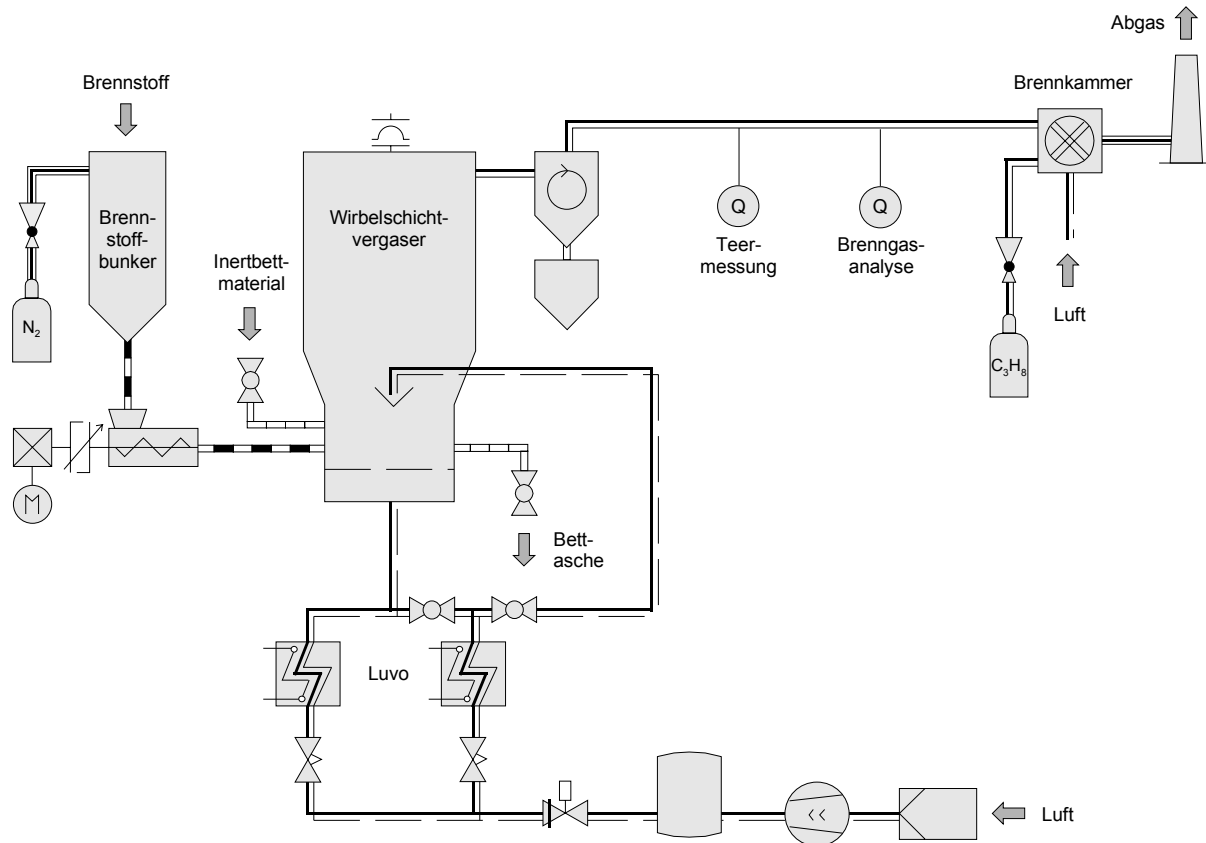 Abgas
Brennstoff
Brennkammer
Brenn-
stoff-
bunker
Wirbelschicht-
vergaser
Q
Q
Teer-
messung
Brenngas-
analyse
Inertbett-
material
N₂
Luft
C₃H₈
M
Bett-
asche
Luvo
<<
Luft